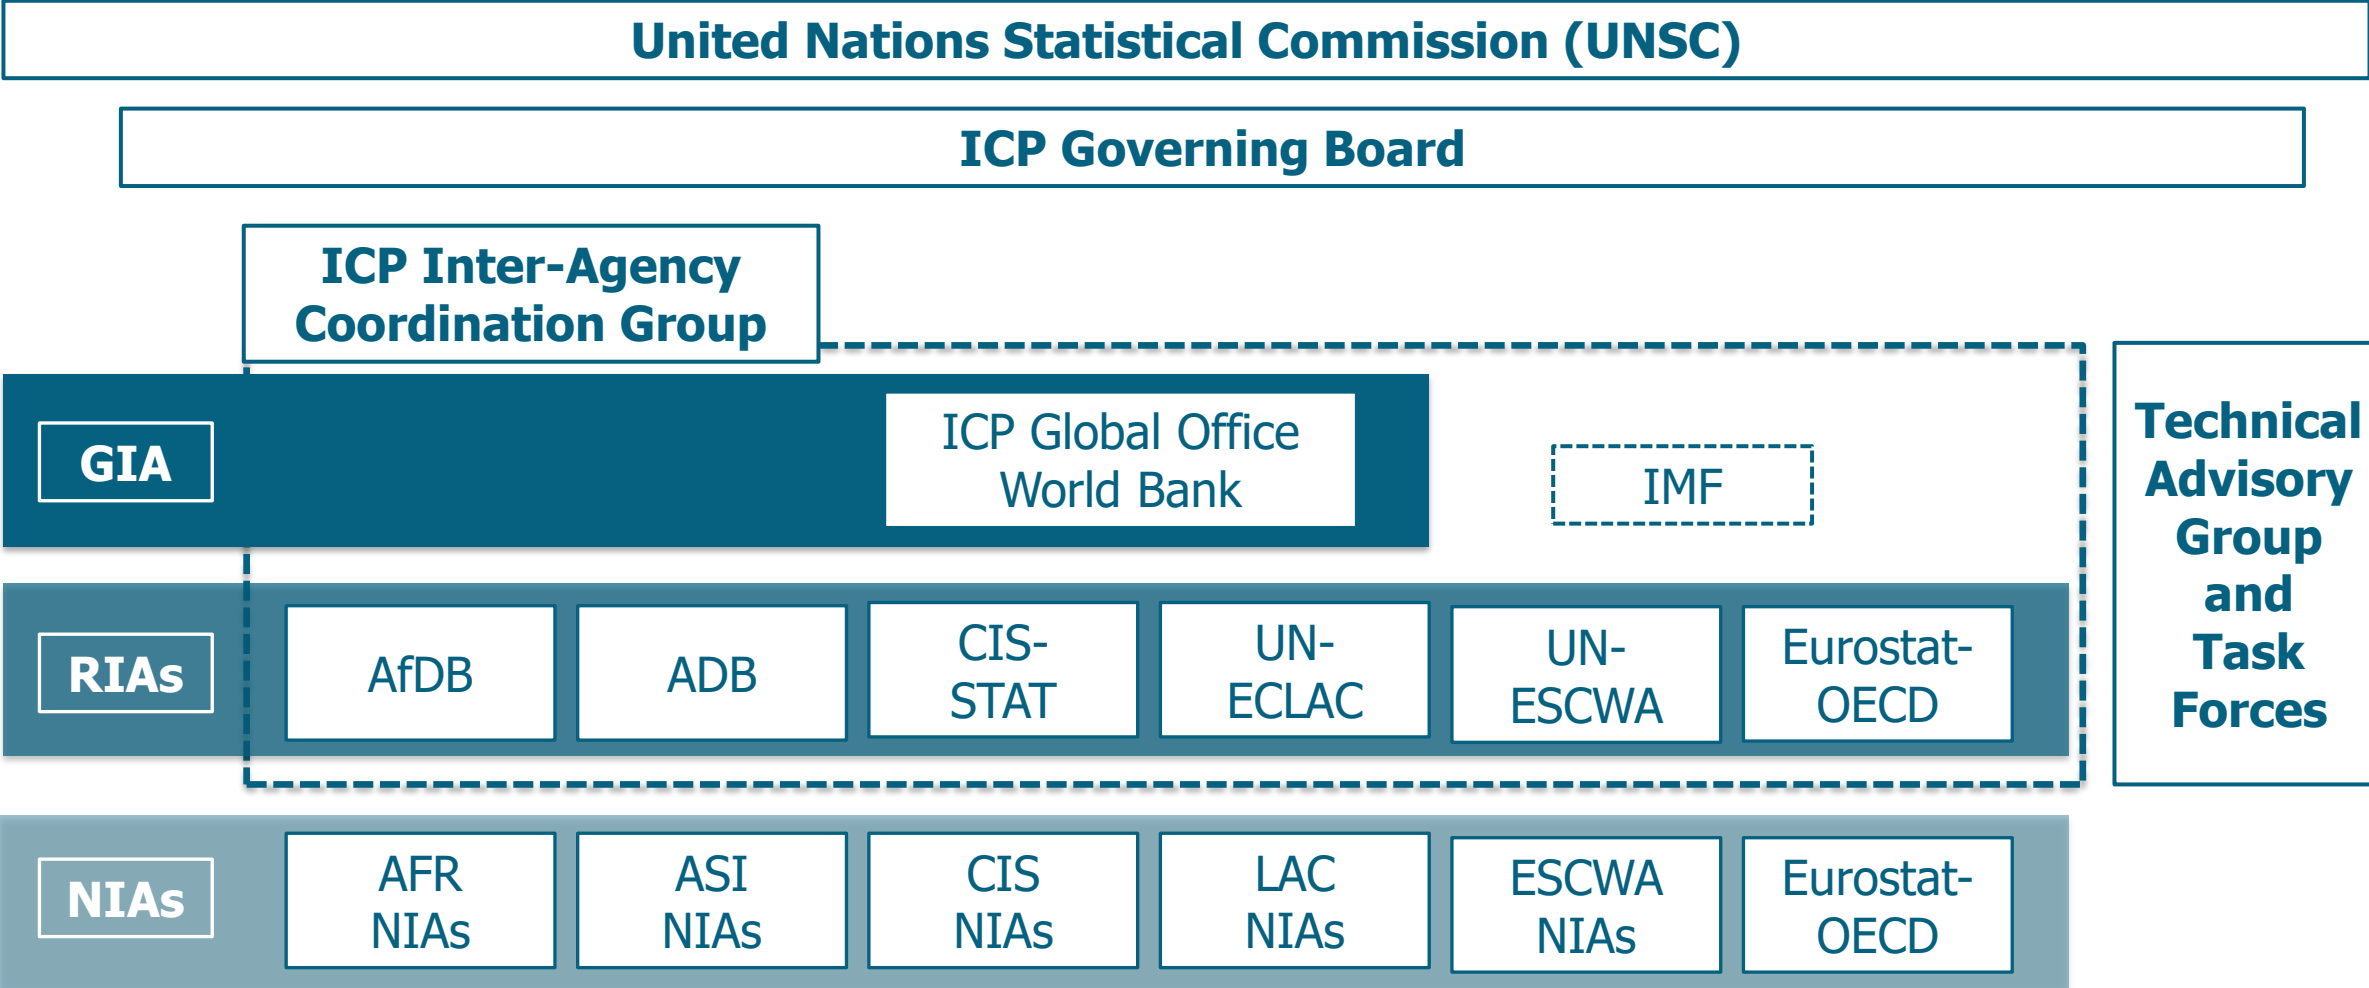 United Nations Statistical Commission (UNSC)
ICP Governing Board
ICP Inter-Agency
Coordination Group
GIA
ICP Global Office
World Bank
IMF
Technical
Advisory
Group
and
Task
Forces
RIAs
AfDB
ADB
CIS-
STAT
UN-
ECLAC
UN-
ESCWA
Eurostat-
OECD
NIAs
AFR
NIAs
ASI
NIAs
CIS
NIAs
LAC
NIAs
ESCWA
NIAs
Eurostat-
OECD